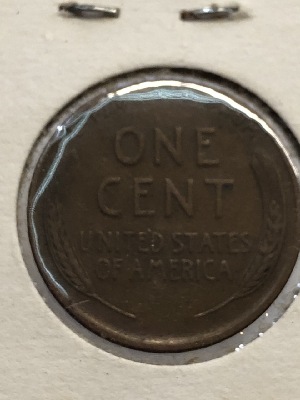 ONE
CENT
UNITED STATES
OF AMERICA